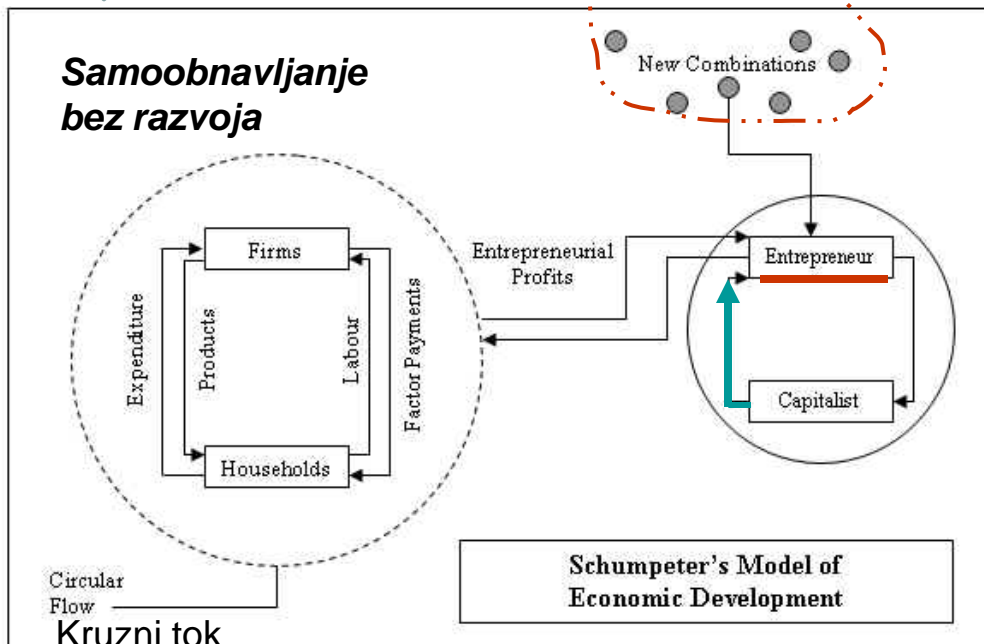 Samoobnavljanje
bez razvoja
New Combinations
Firms
Expenditure
Products
Labour
Factor Payments
Households
Entrepreneurial
Profits
Entrepreneur
Capitalist
Circular
Flow
Kruzni tok
Schumpeter's Model of
Economic Development